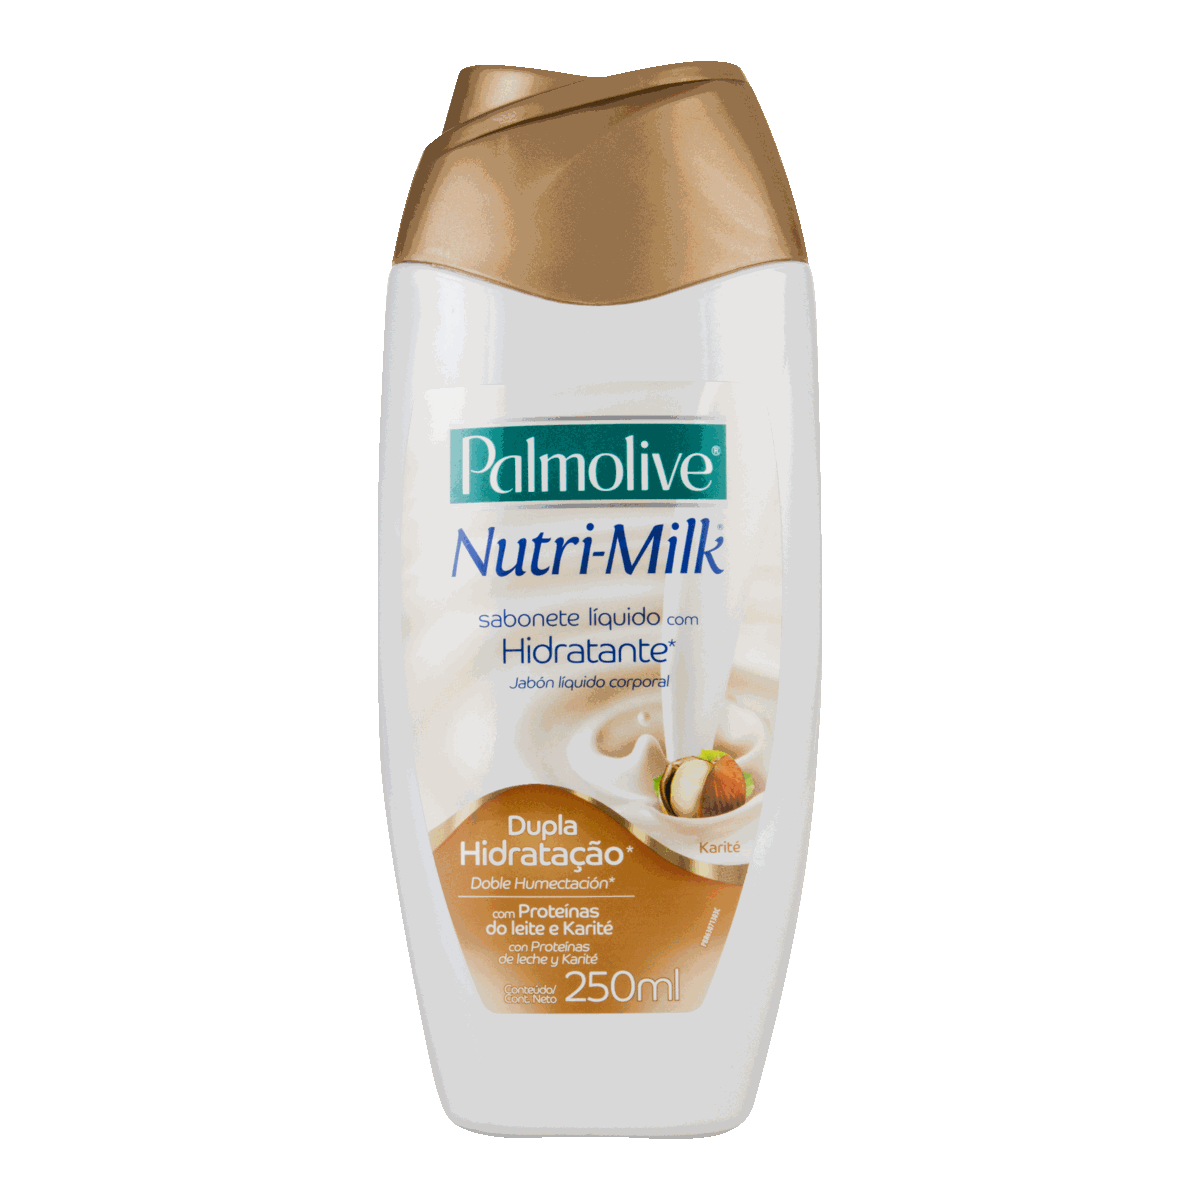 Palmolive®
Nutri-Milk®
sabonete líquido com
Hidratante*
Jabón líquido corporal
Dupla
Hidratação*
Doble Humectación*
Karité
com Proteínas
do leite e Karité
con Proteínas
de leche y Karité
Conteúdo/
Cont. Neto 250ml